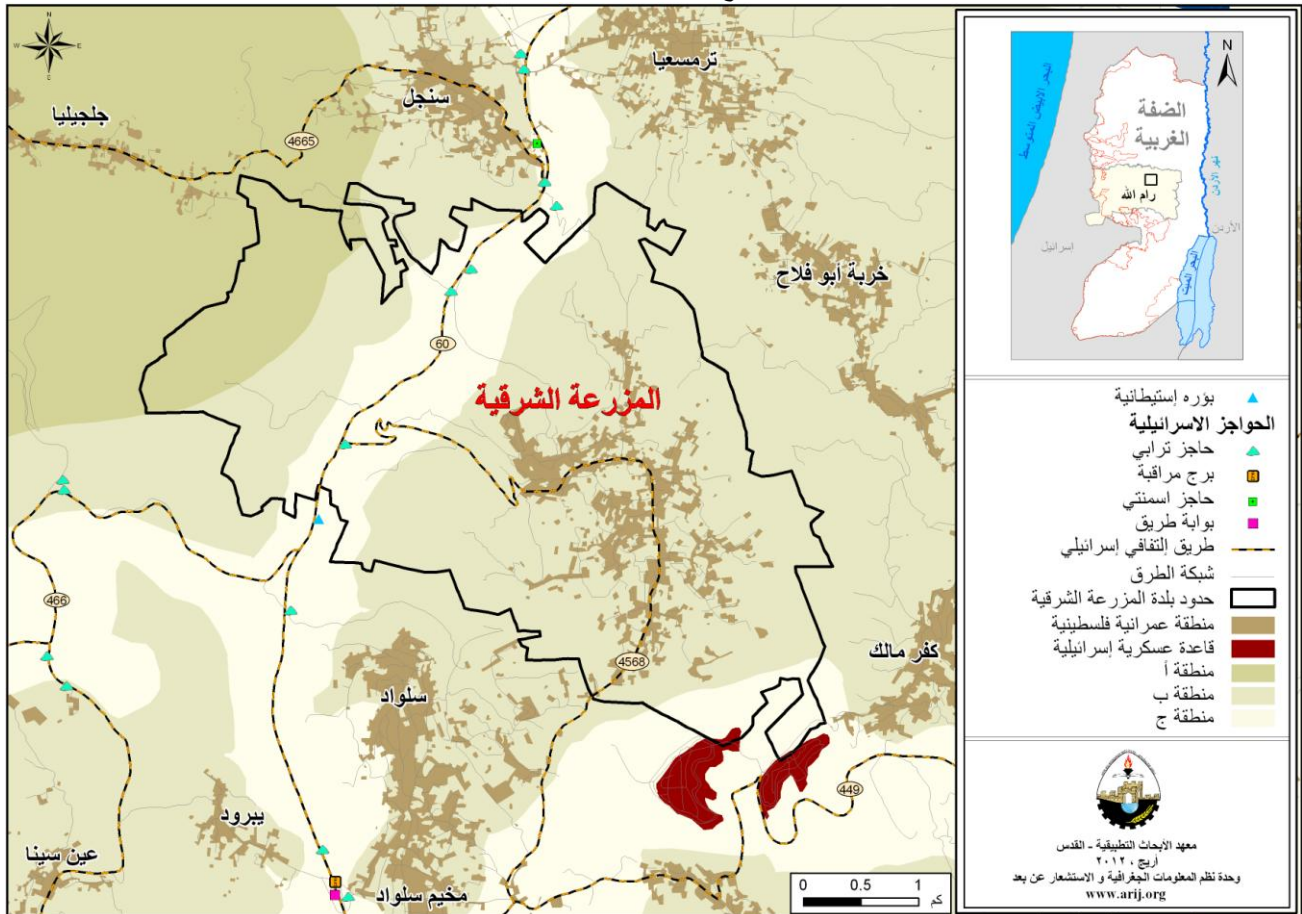 N
W
E
S
ترمسعيا
سنجل
جلجيليا
4665
خربة أبو فلاح
60
المزرعة الشرقية
466
4568
كفر مالك
سلواد
449
يبرود
عين سينا
مخيم سلواد
0 0.5 1
كم
N
البحر الابيض المتوسط
الضفة
الغربية
نهر الأردن
رام الله
إسرائيل
الأردن
البحر الميت
بؤره إستيطانية
الحواجز الاسرائيلية
حاجز ترابي
برج مراقبة
حاجز اسمنتي
بوابة طريق
طريق إلتفافي إسرائيلي
شبكة الطرق
حدود بلدة المزرعة الشرقية
منطقة عمرانية فلسطينية
قاعدة عسكرية إسرائيلية
منطقة أ
منطقة ب
منطقة ج
معهد الأبحاث التطبيقية - القدس
أريج ، ٢٠١٢
وحدة نظم المعلومات الجغرافية و الاستشعار عن بعد
www.arij.org